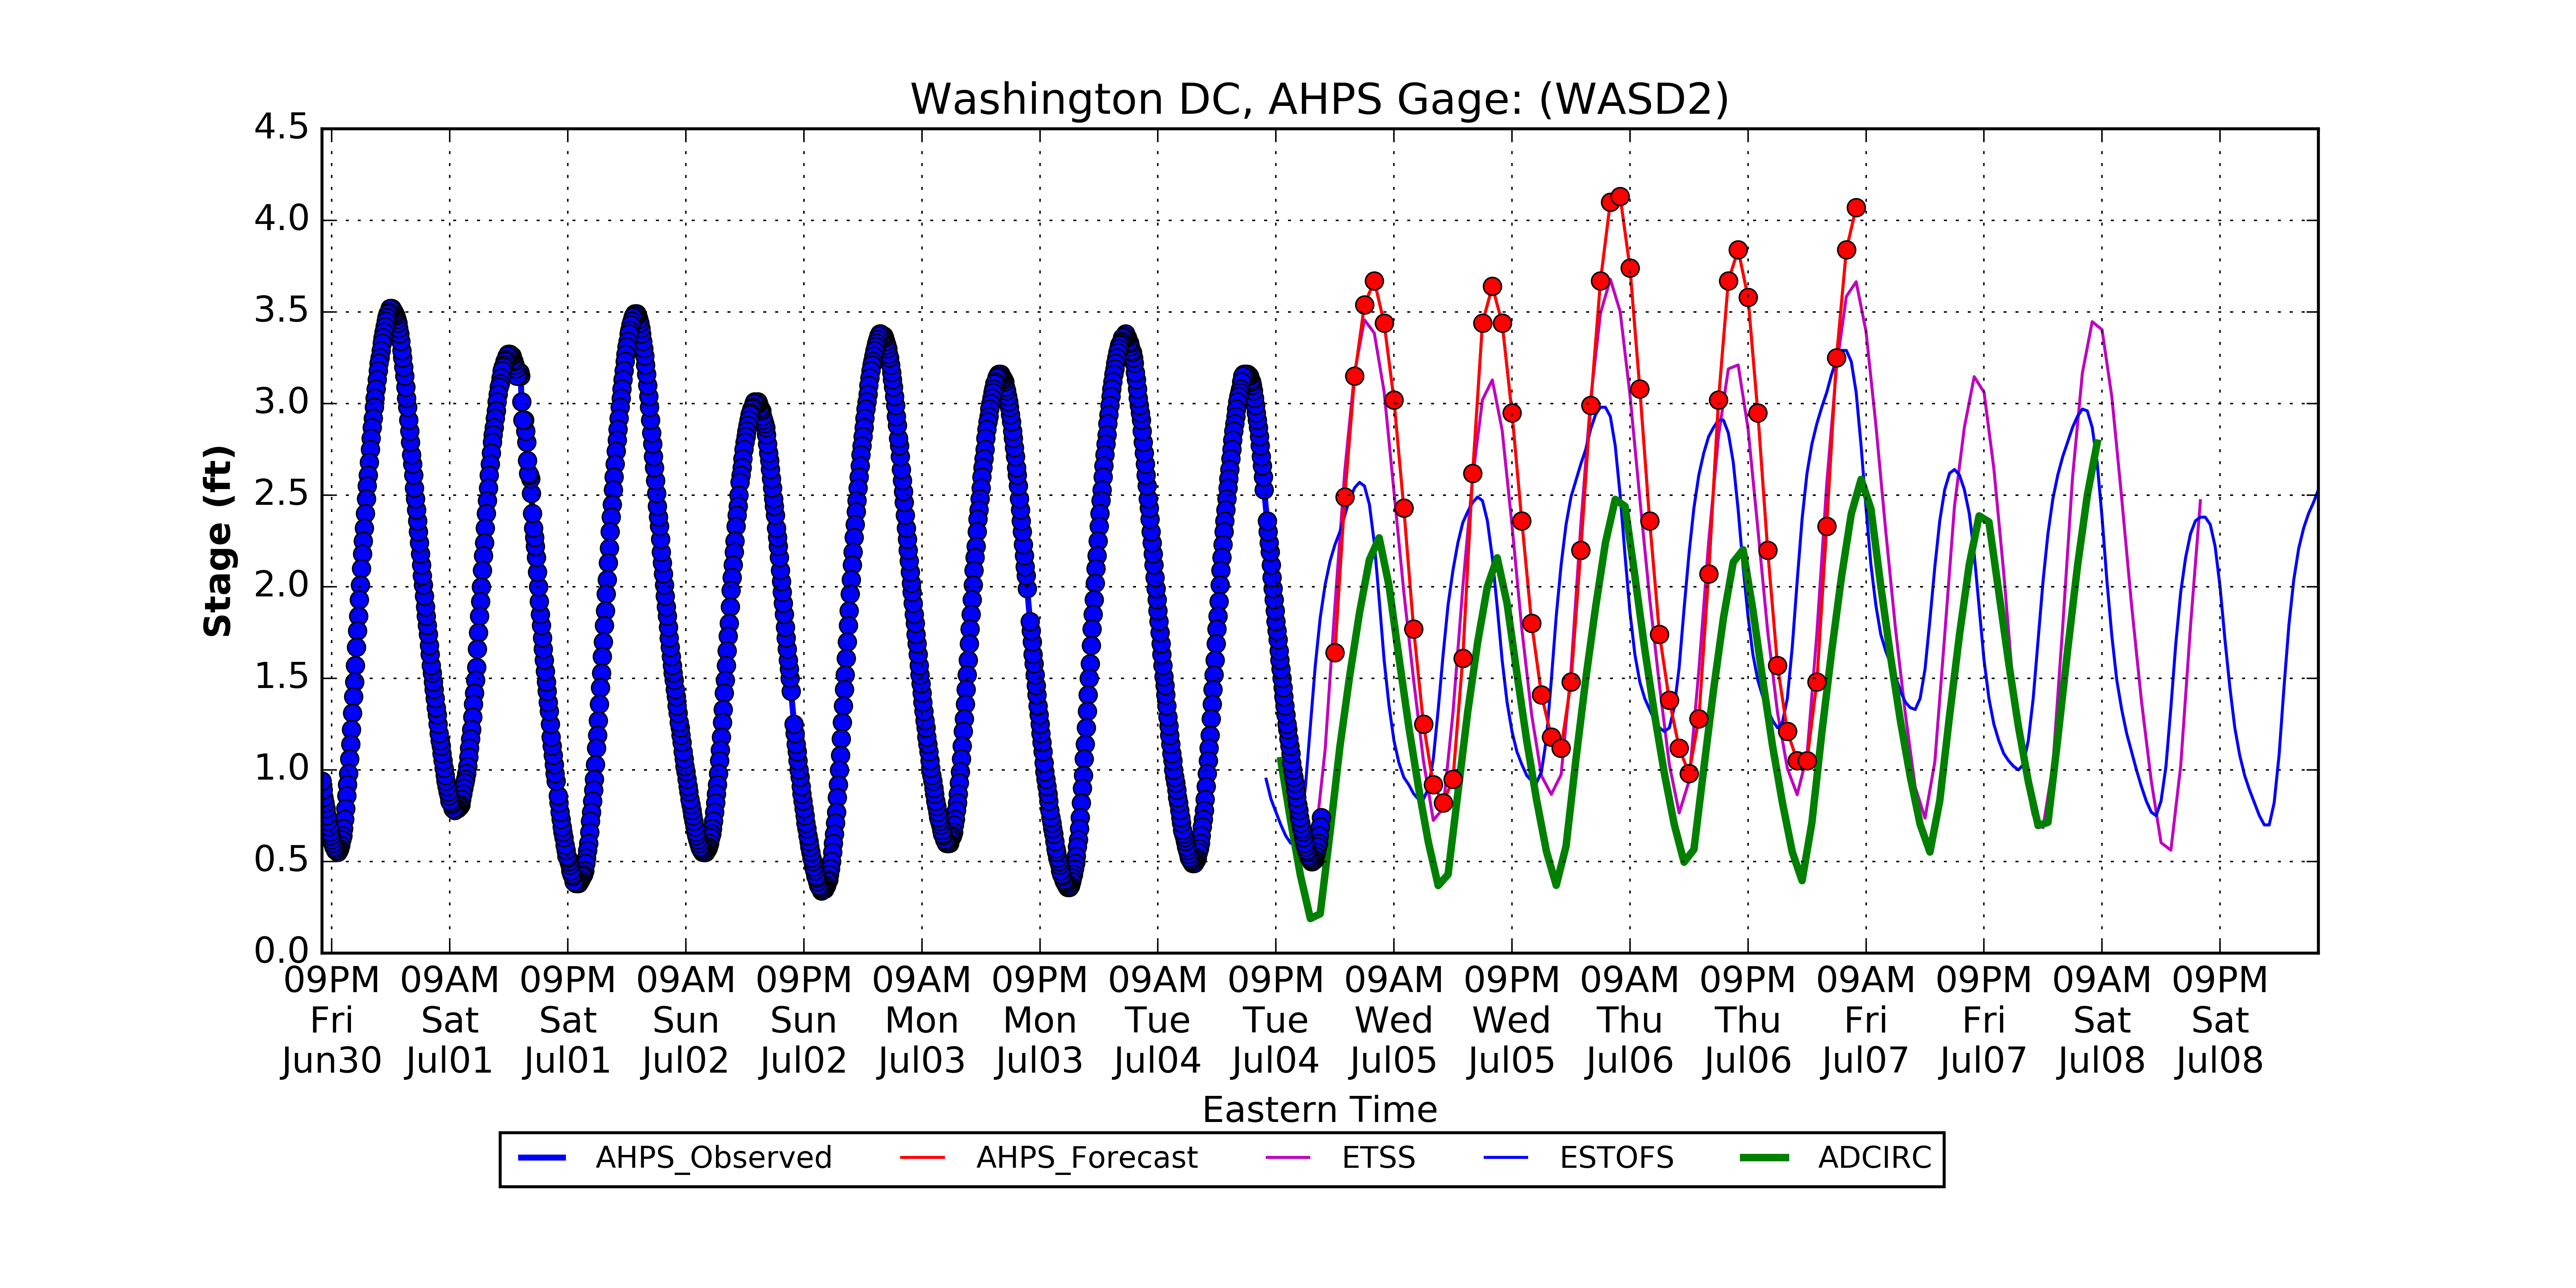 Washington DC, AHPS Gage: (WASD2)
4.5
4.0
3.5
3.0
2.5
2.0
1.5
1.0
0.5
0.0
Stage (ft)
09PM 09AM 09PM 09AM 09PM 09AM 09PM 09AM 09PM 09AM 09PM 09AM 09PM 09AM 09PM 09AM 09PM
Fri Sat Sat Sun Sun Mon Mon Tue Tue Wed Wed Thu Thu Fri Fri Sat Sat
Jun30 Jul01 Jul01 Jul02 Jul02 Jul03 Jul03 Jul04 Jul04 Jul05 Jul05 Jul06 Jul06 Jul07 Jul07 Jul08 Jul08
Eastern Time
AHPS_Observed AHPS_Forecast ETSS ESTOFS ADCIRC